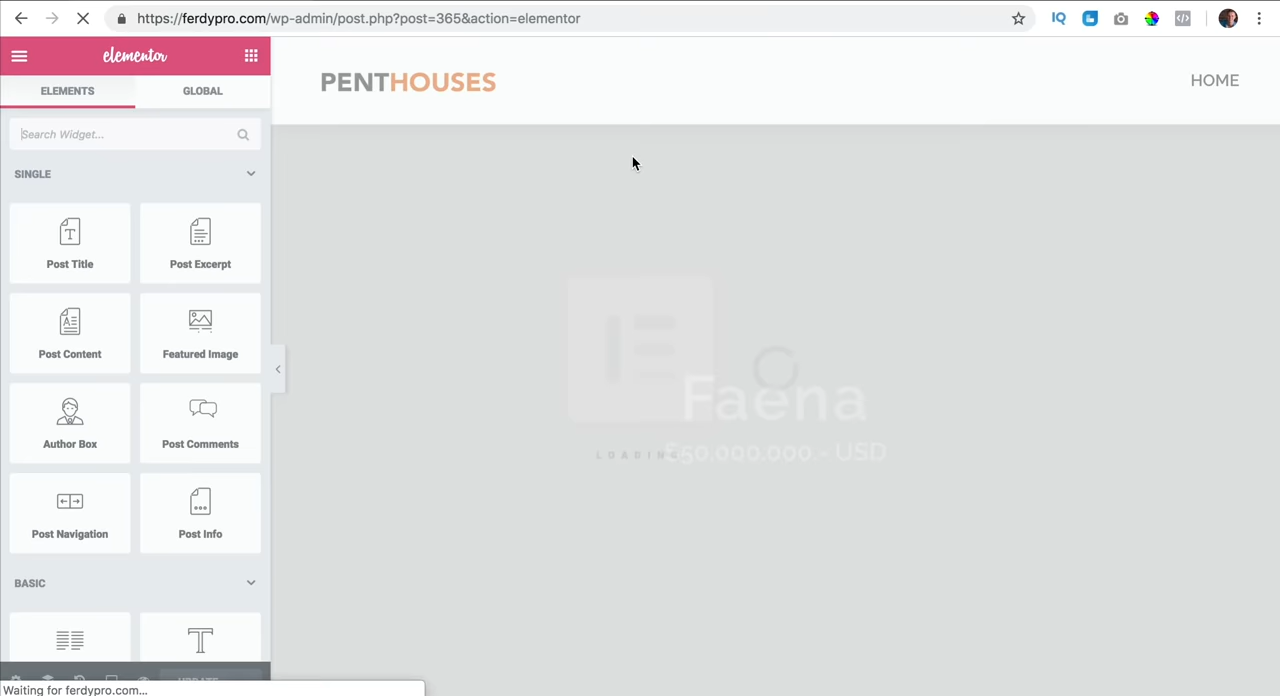 https://ferdypro.com/wp-admin/post.php?post=365&action=elementor
IQ
elementor
ELEMENTS
GLOBAL
Search Widget...
SINGLE
Post Title
Post Excerpt
Post Content
Featured Image
Author Box
Post Comments
Post Navigation
Post Info
BASIC
UPDATE
Waiting for ferdypro.com...
PENTHOUSES
HOME
Faena
LOADING
$50.000.000 - USD